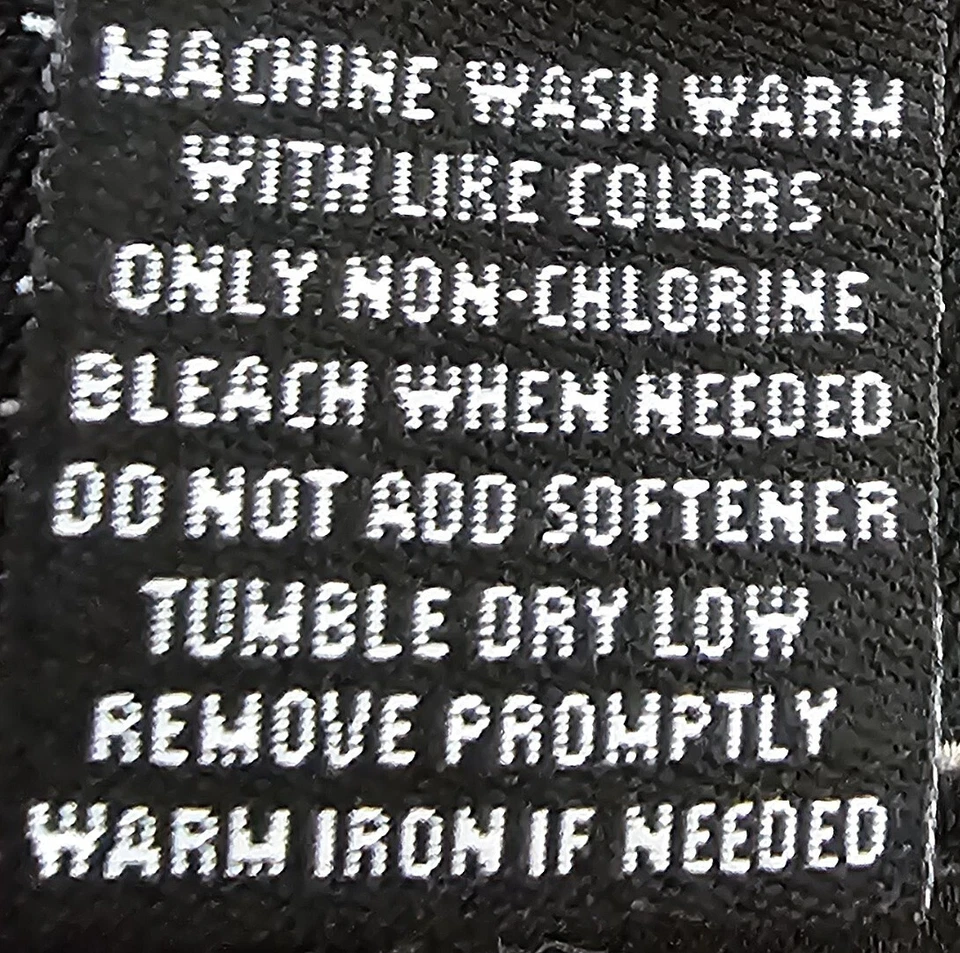 MACHINE WASH WARM
WITH LIKE COLORS
ONLY NON-CHLORINE
BLEACH WHEN NEEDED
DO NOT ADD SOFTENER
TUMBLE DRY LOW
REMOVE PROMPTLY
WARM IRON IF NEEDED